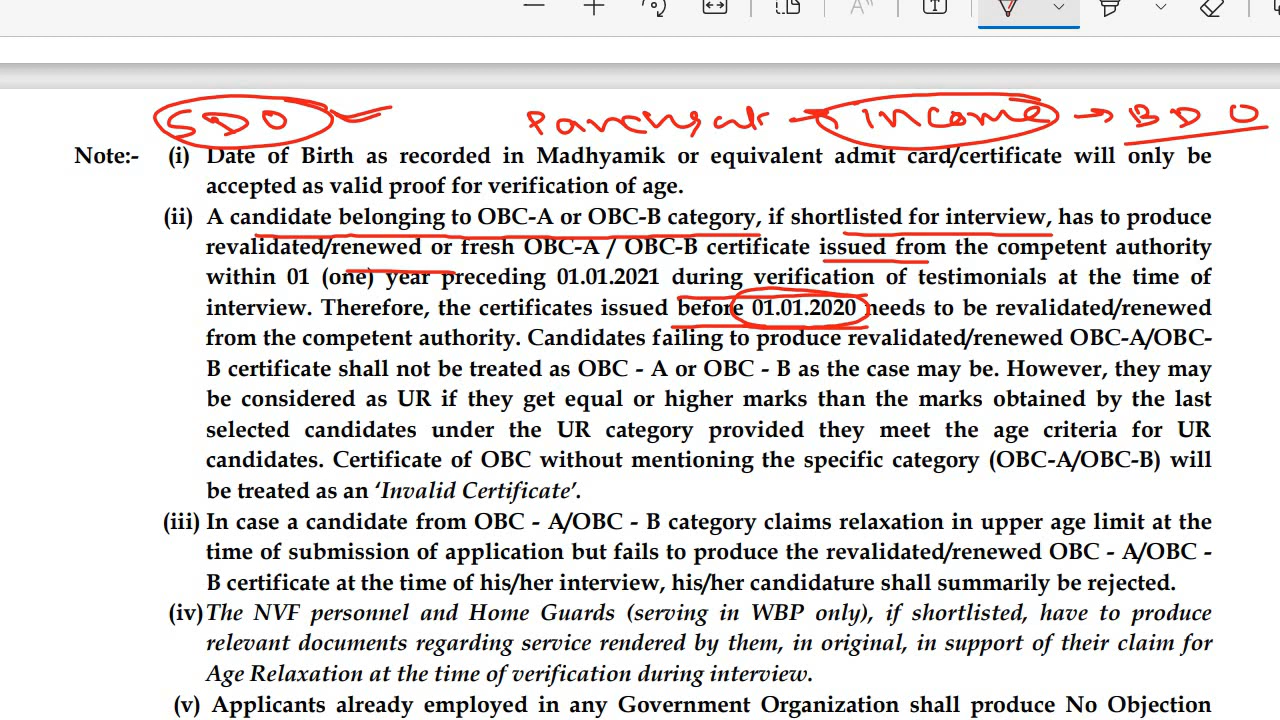 SDO Panchayat → Income → BDO
Note:- (i) Date of Birth as recorded in Madhyamik or equivalent admit card/certificate will only be
accepted as valid proof for verification of age.
(ii) A candidate belonging to OBC-A or OBC-B category, if shortlisted for interview, has to produce
revalidated/renewed or fresh OBC-A / OBC-B certificate issued from the competent authority
within 01 (one) year preceding 01.01.2021 during verification of testimonials at the time of
interview. Therefore, the certificates issued before 01.01.2020 needs to be revalidated/renewed
from the competent authority. Candidates failing to produce revalidated/renewed OBC-A/OBC-
B certificate shall not be treated as OBC - A or OBC - B as the case may be. However, they may
be considered as UR if they get equal or higher marks than the marks obtained by the last
selected candidates under the UR category provided they meet the age criteria for UR
candidates. Certificate of OBC without mentioning the specific category (OBC-A/OBC-B) will
be treated as an ‘Invalid Certificate’.
(iii) In case a candidate from OBC - A/OBC - B category claims relaxation in upper age limit at the
time of submission of application but fails to produce the revalidated/renewed OBC - A/OBC -
B certificate at the time of his/her interview, his/her candidature shall summarily be rejected.
(iv) The NVF personnel and Home Guards (serving in WBP only), if shortlisted, have to produce
relevant documents regarding service rendered by them, in original, in support of their claim for
Age Relaxation at the time of verification during interview.
(v) Applicants already employed in any Government Organization shall produce No Objection